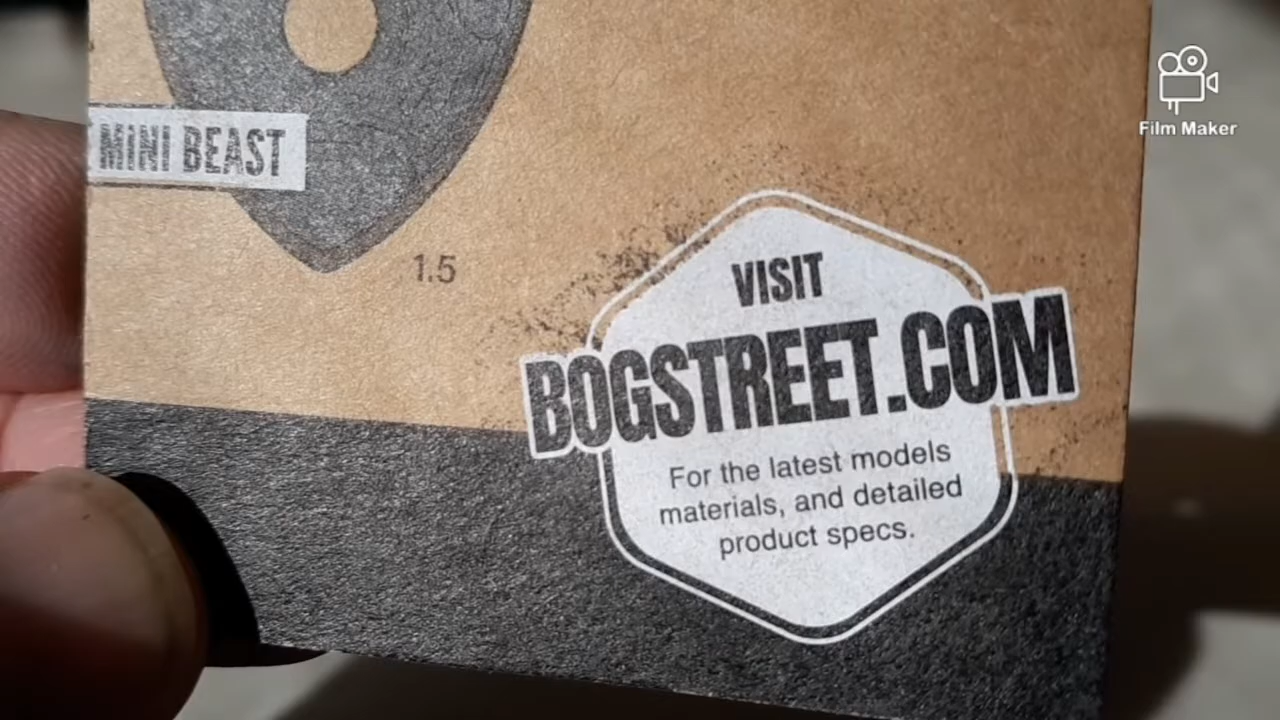 Film Maker
MINI BEAST
1.5
VISIT
BOGSTREET.COM
For the latest models
materials, and detailed
product specs.